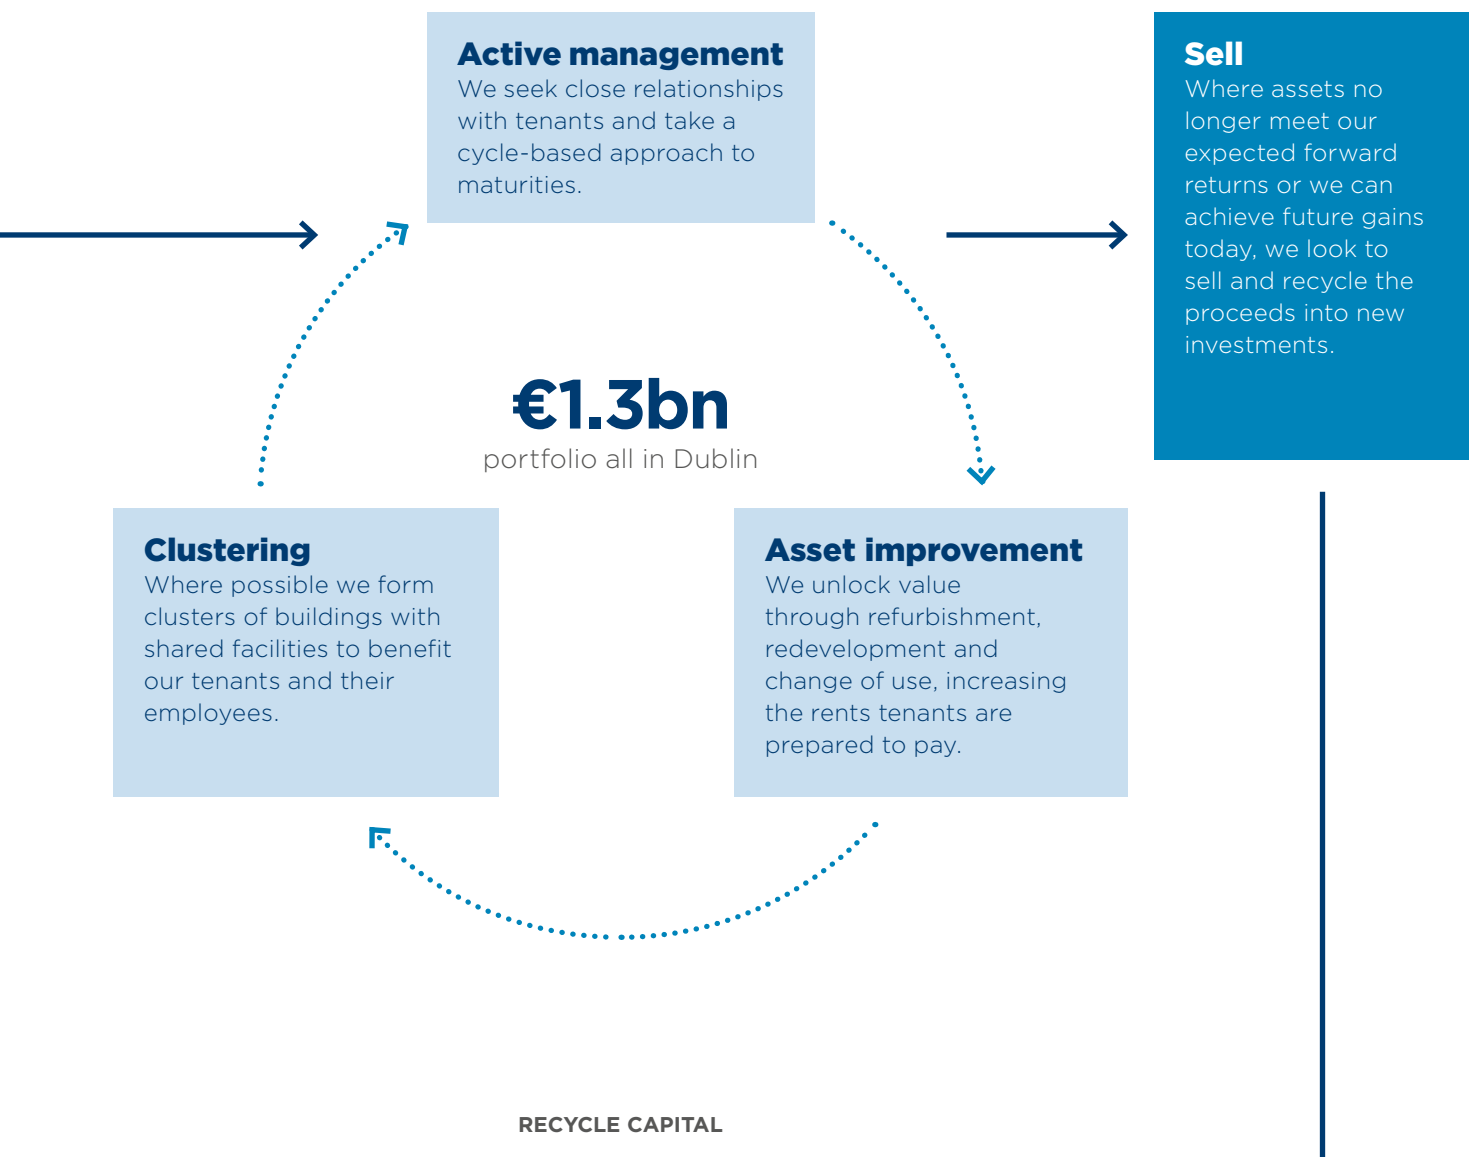 Active management
We seek close relationships
with tenants and take a
cycle-based approach to
maturities.
Sell
Where assets no
longer meet our
expected forward
returns or we can
achieve future gains
today, we look to
sell and recycle the
proceeds into new
investments.
€1.3bn
portfolio all in Dublin
Clustering
Where possible we form
clusters of buildings with
shared facilities to benefit
our tenants and their
employees.
Asset improvement
We unlock value
through refurbishment,
redevelopment and
change of use, increasing
the rents tenants are
prepared to pay.
RECYCLE CAPITAL